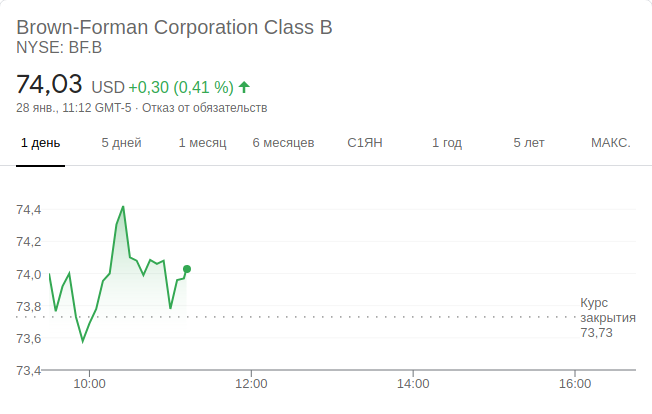 Brown-Forman Corporation Class B
NYSE: BF.B
74,03 USD +0,30 (0,41 %)
28 янв., 11:12 GMT-5 · Отказ от обязательств
1 день 5 дней 1 месяц 6 месяцев С1ЯН 1 год 5 лет МАКС.
74,4
74,2
74,0
73,8
73,6
73,4
Курс
закрытия
73,73
10:00 12:00 14:00 16:00